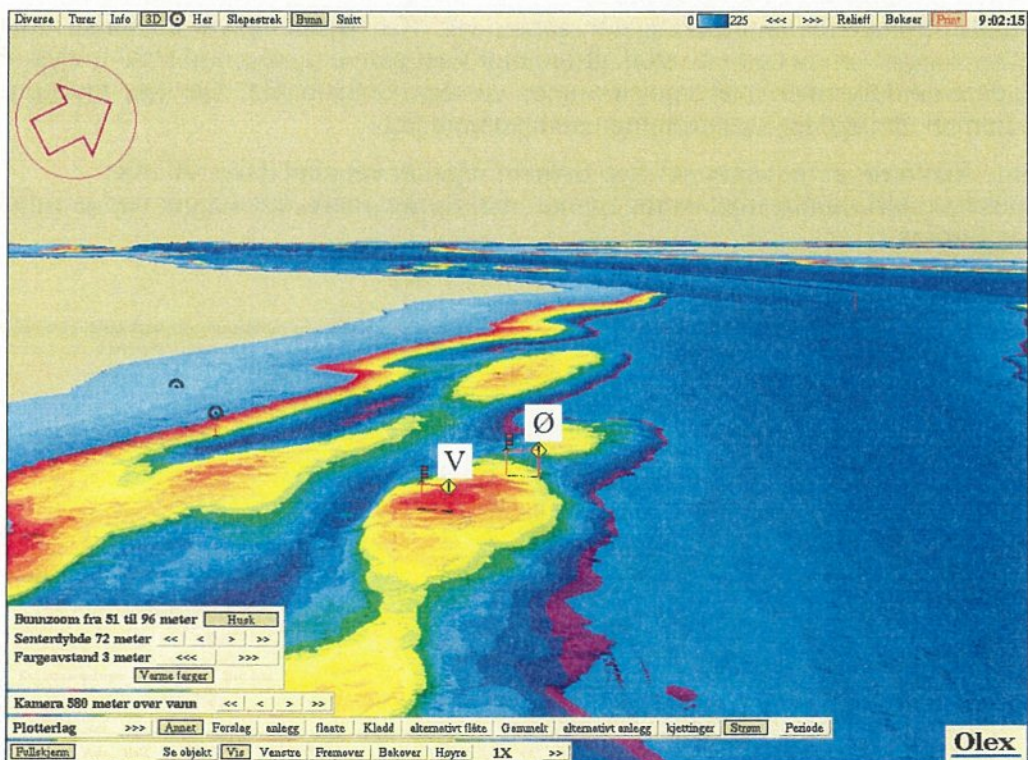 Diverse Turer Info 3D Her Slepestrek Bunn Snitt 0 225 <<< >>> Relieff Bokser Print 9:02:15
Ø
V
Bunnzoom fra 51 til 96 meter Husk
Senterdybde 72 meter << < > >>
Fargeavstand 3 meter <<< >>>
Varme farger
Kamera 580 meter over vann << < > >>
Plotterlag >>> Annet Forslag anlegg flaate Kladd alternativt flåte Gammelt alternativt anlegg kjettinger Strøm Periode
Fullskjerm Se objekt Vis Venstre Fremover Bakover Høyre 1X >>
Olex